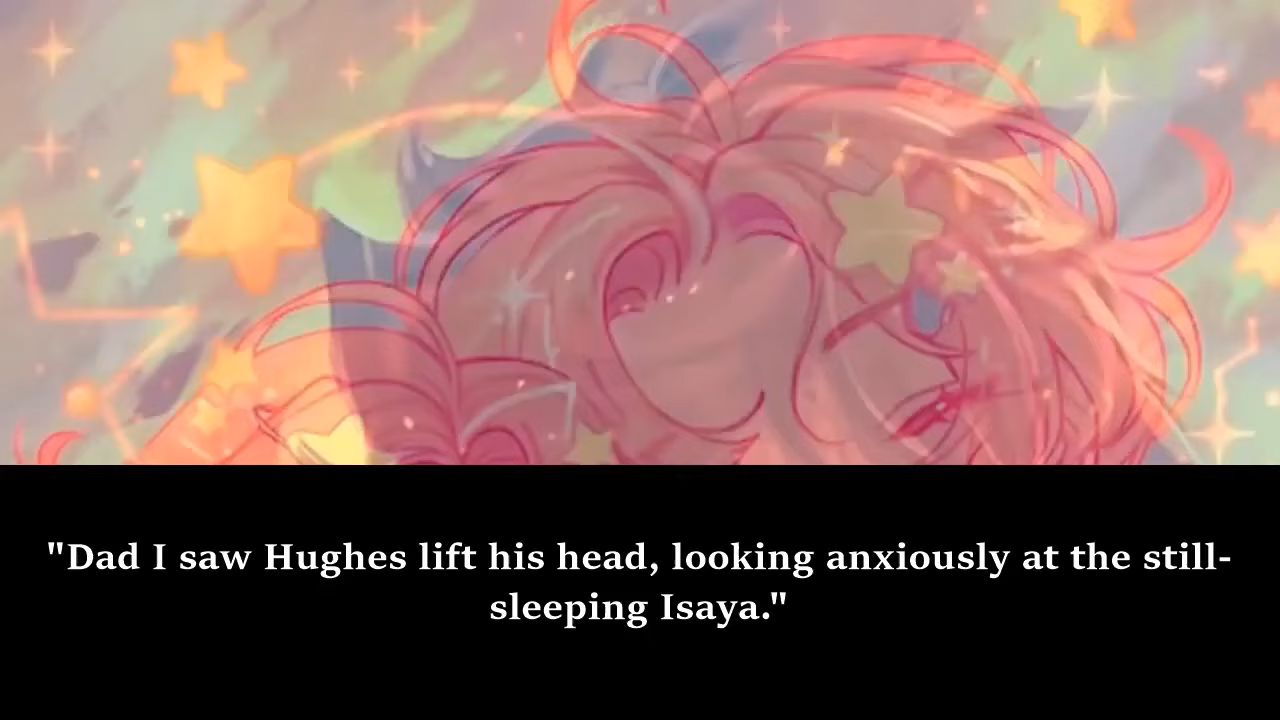 "Dad I saw Hughes lift his head, looking anxiously at the still-
sleeping Isaya."